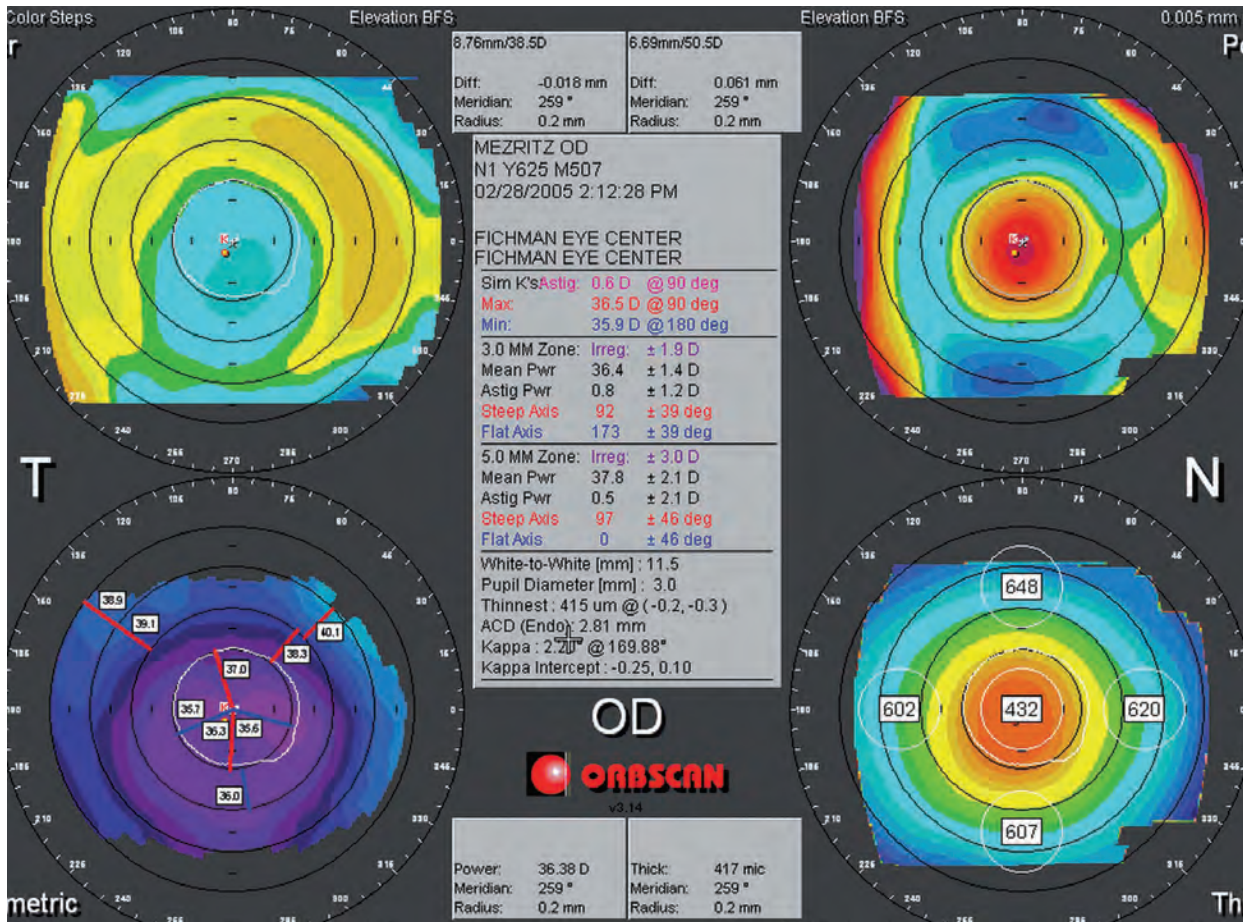 Color Steps
Elevation BFS
Elevation BFS
0.005 mm
8.76mm/38.5D
Diff: -0.018 mm
Meridian: 259 °
Radius: 0.2 mm
6.69mm/50.5D
Diff: 0.061 mm
Meridian: 259 °
Radius: 0.2 mm
MEZRITZ OD
N1 Y625 M507
02/28/2005 2:12:28 PM
FICHMAN EYE CENTER
FICHMAN EYE CENTER
Sim K's Astig: 0.6 D @ 90 deg
Max: 36.5 D @ 90 deg
Min: 35.9 D @ 180 deg
3.0 MM Zone: Irreg: ± 1.9 D
Mean Pwr 36.4 ± 1.4 D
Astig Pwr 0.8 ± 1.2 D
Steep Axis 92 ± 39 deg
Flat Axis 173 ± 39 deg
5.0 MM Zone: Irreg: ± 3.0 D
Mean Pwr 37.8 ± 2.1 D
Astig Pwr 0.5 ± 2.1 D
Steep Axis 97 ± 46 deg
Flat Axis 0 ± 46 deg
White-to-White [mm] : 11.5
Pupil Diameter [mm] : 3.0
Thinnest : 415 um @ (-0.2, -0.3)
ACD (Endo): 2.81 mm
Kappa : @ 169.88°
Kappa Intercept : -0.25, 0.10
T
N
OD
ORBSCAN
v3.14
38.9
39.1
40.1
38.3
37.0
35.7
35.6
36.0
648
602
432
620
607
Power: 36.38 D
Meridian: 259 °
Radius: 0.2 mm
Thick: 417 mic
Meridian: 259 °
Radius: 0.2 mm
metric
Th